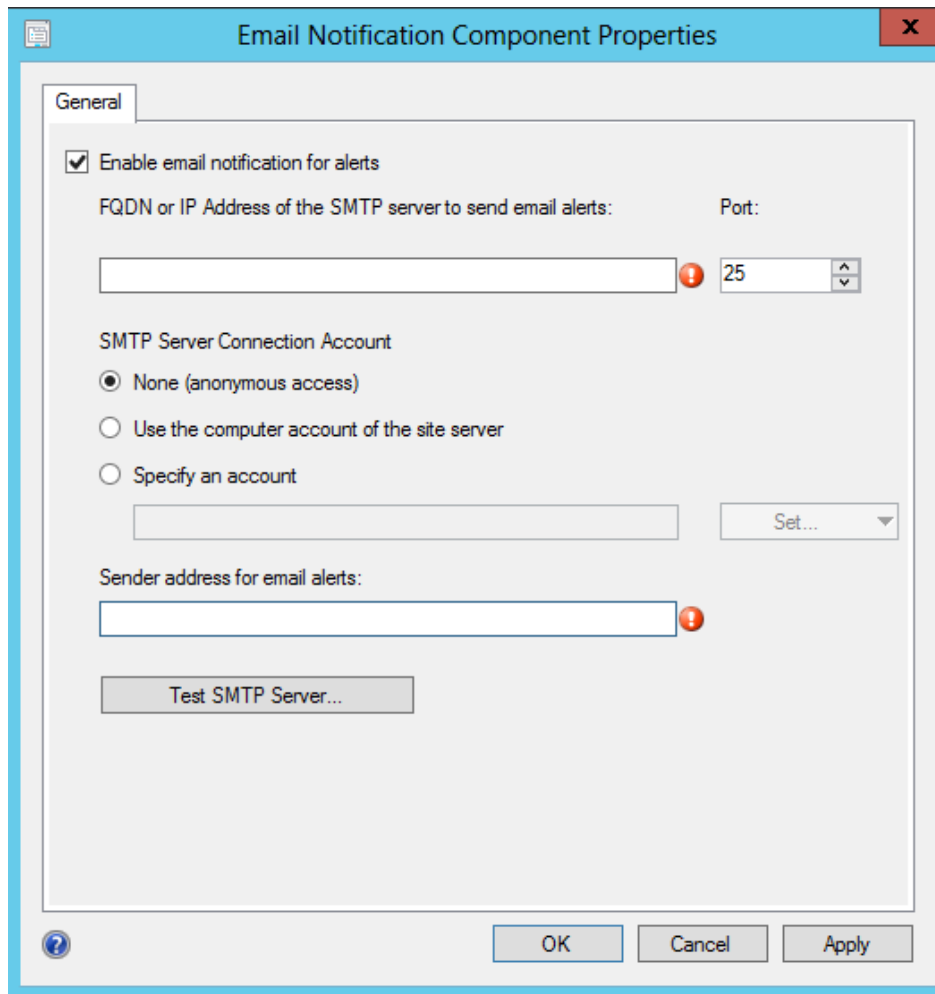 Email Notification Component Properties
x
General
Enable email notification for alerts
FQDN or IP Address of the SMTP server to send email alerts: Port:
25
SMTP Server Connection Account
None (anonymous access)
Use the computer account of the site server
Specify an account
Set...
Sender address for email alerts:
Test SMTP Server...
OK Cancel Apply